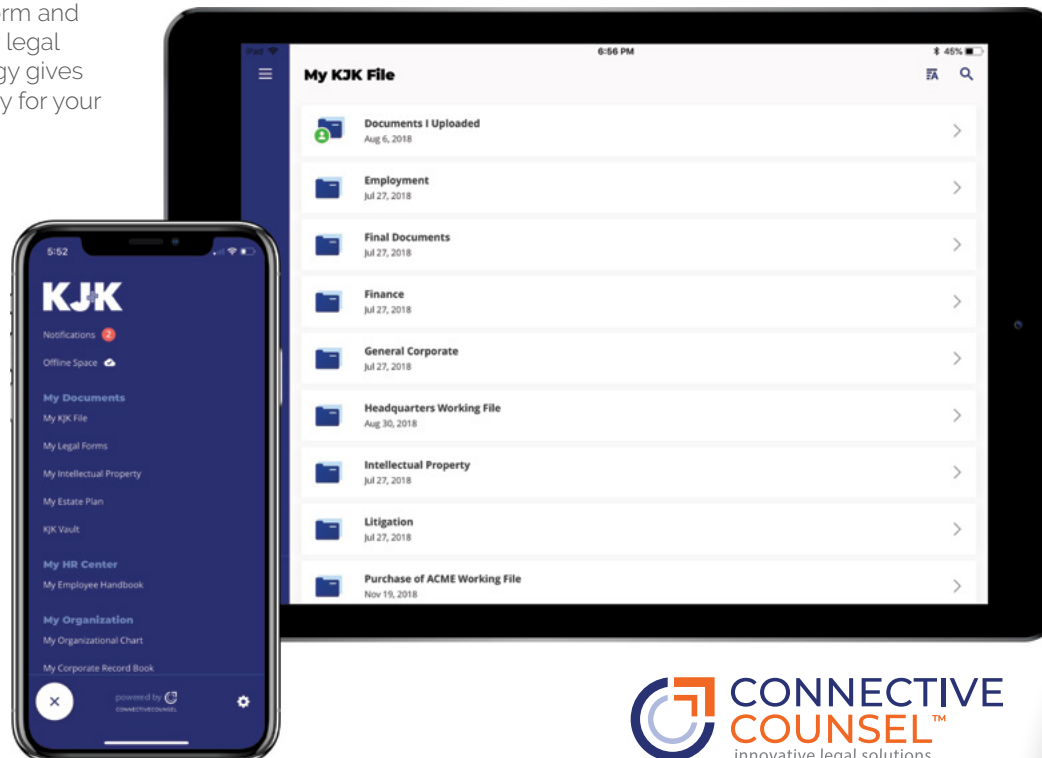 rm and
legal
gy gives
y for your
iPad
6:56 PM
45%
My KJK File
Documents I Uploaded
Aug 6, 2018
Employment
Jul 27, 2018
Final Documents
Jul 27, 2018
Finance
Jul 27, 2018
General Corporate
Jul 27, 2018
Headquarters Working File
Aug 30, 2018
Intellectual Property
Jul 27, 2018
Litigation
Jul 27, 2018
Purchase of ACME Working File
Nov 19, 2018
5:52
KJK
Notifications 2
Offline Space
My Documents
My KJK File
My Legal Forms
My Intellectual Property
My Estate Plan
KJK Vault
My HR Center
My Employee Handbook
My Organization
My Organizational Chart
My Corporate Record Book
powered by
CONNECTIVECOUNSEL
CONNECTIVE
COUNSEL™
innovative legal solutions